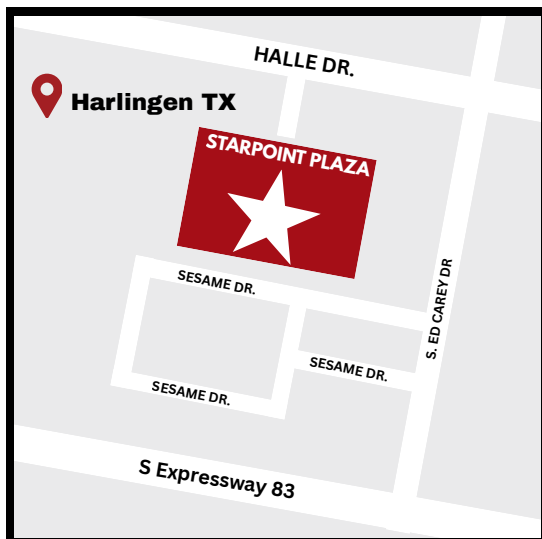 HALLE DR.
Harlingen TX
STARPOINT PLAZA
SESAME DR.
S. ED CAREY DR
SESAME DR.
SESAME DR.
S Expressway 83